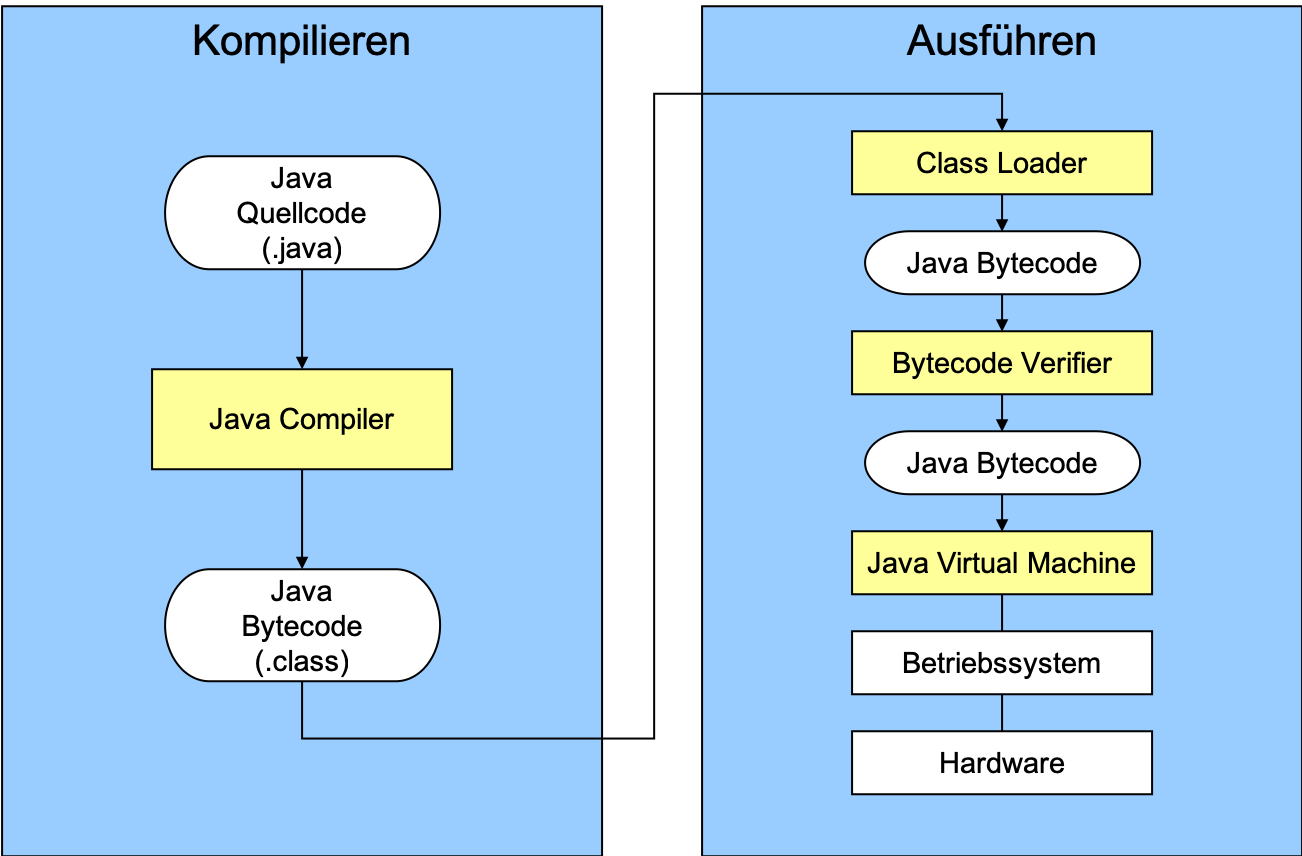 Kompilieren
Java
Quellcode
(.java)
Java Compiler
Java
Bytecode
(.class)
Ausführen
Class Loader
Java Bytecode
Bytecode Verifier
Java Bytecode
Java Virtual Machine
Betriebssystem
Hardware